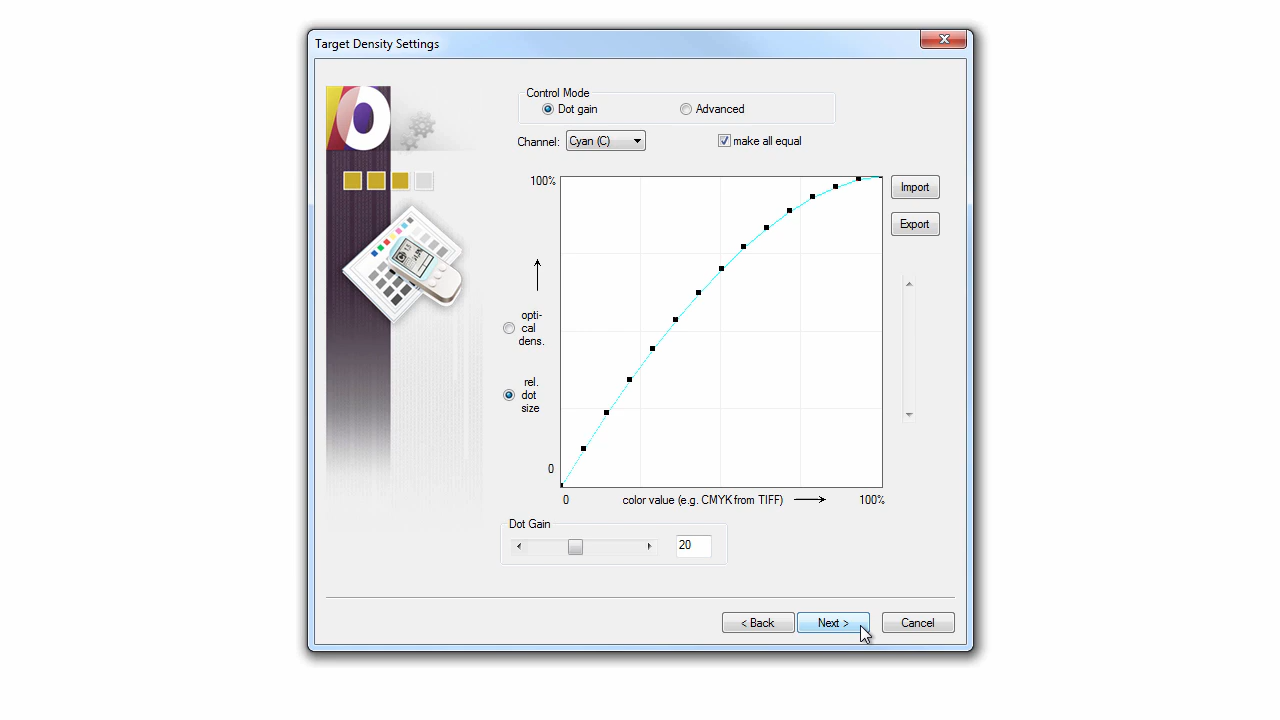 Target Density Settings
Control Mode
Dot gain
Advanced
Channel:
Cyan (C)
make all equal
100%
Import
Export
opti-
cal
dens.
rel.
dot
size
0
0
color value (e.g. CMYK from TIFF)
100%
Dot Gain
20
< Back
Next >
Cancel